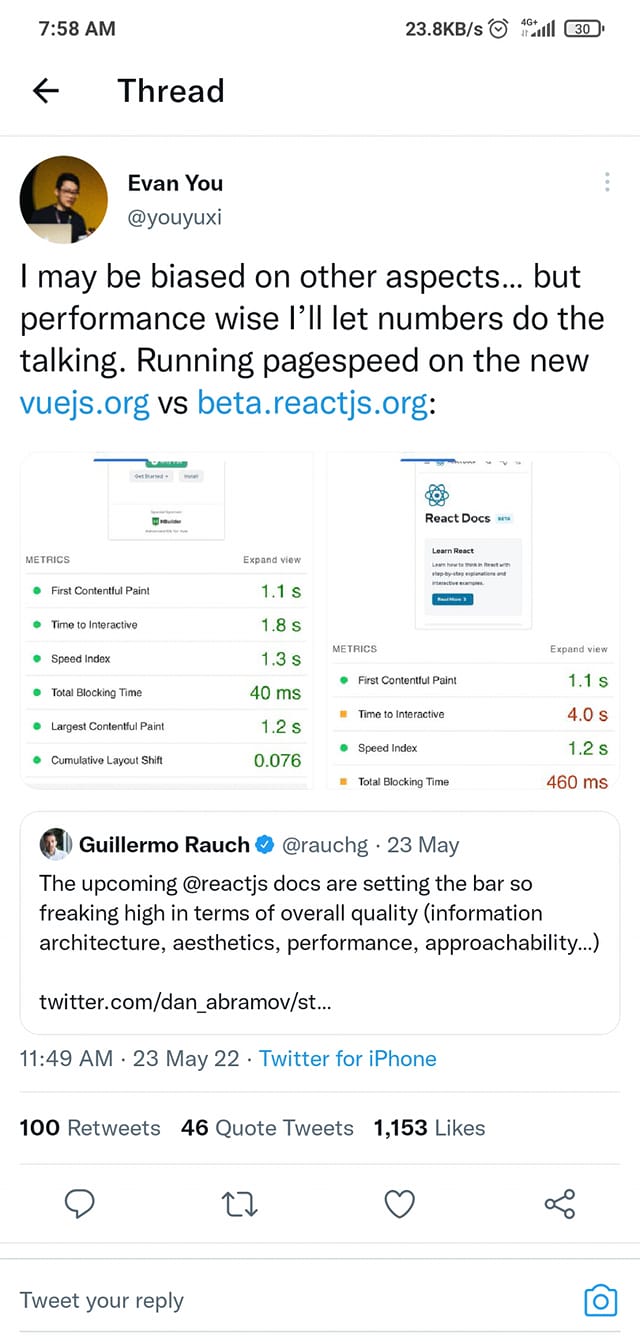 7:58 AM
23.8KB/s 4G+ 30
Thread
Evan You
@youyuxi
I may be biased on other aspects... but
performance wise I’ll let numbers do the
talking. Running pagespeed on the new
vuejs.org vs beta.reactjs.org:
Get Started
Install
Special Sponsor
METRICS
Expand view
First Contentful Paint 1.1 s
Time to Interactive 1.8 s
Speed Index 1.3 s
Total Blocking Time 40 ms
Largest Contentful Paint 1.2 s
Cumulative Layout Shift 0.076
React Docs BETA
Learn React
Learn how to think in React with
step-by-step explanations and
interactive examples.
Read More
METRICS
Expand view
First Contentful Paint 1.1 s
Time to Interactive 4.0 s
Speed Index 1.2 s
Total Blocking Time 460 ms
Guillermo Rauch @rauchg · 23 May
The upcoming @reactjs docs are setting the bar so
freaking high in terms of overall quality (information
architecture, aesthetics, performance, approachability...)
twitter.com/dan_abramov/st...
11:49 AM · 23 May 22 · Twitter for iPhone
100 Retweets 46 Quote Tweets 1,153 Likes
Tweet your reply